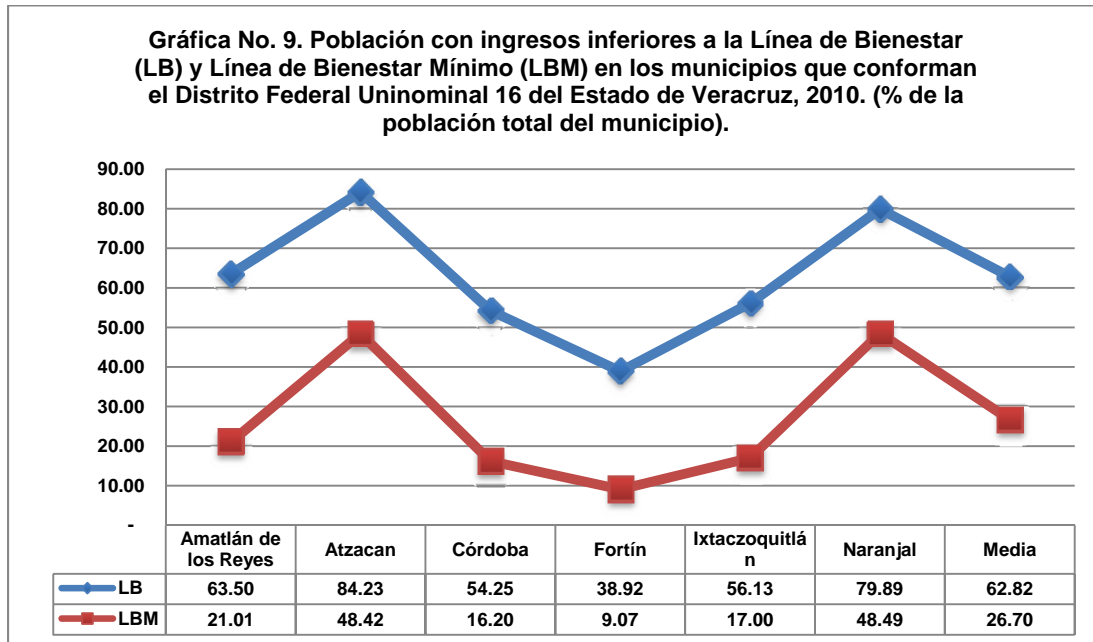 Gráfica No. 9. Población con ingresos inferiores a la Línea de Bienestar
(LB) y Línea de Bienestar Mínimo (LBM) en los municipios que conforman
el Distrito Federal Uninominal 16 del Estado de Veracruz, 2010. (% de la
población total del municipio).
90.00
80.00
70.00
60.00
50.00
40.00
30.00
20.00
10.00
-
Amatlán de
los Reyes
Atzacan
Córdoba
Fortín
Ixtaczoquitlá
n
Naranjal
Media
LB 63.50 84.23 54.25 38.92 56.13 79.89 62.82
LBM 21.01 48.42 16.20 9.07 17.00 48.49 26.70